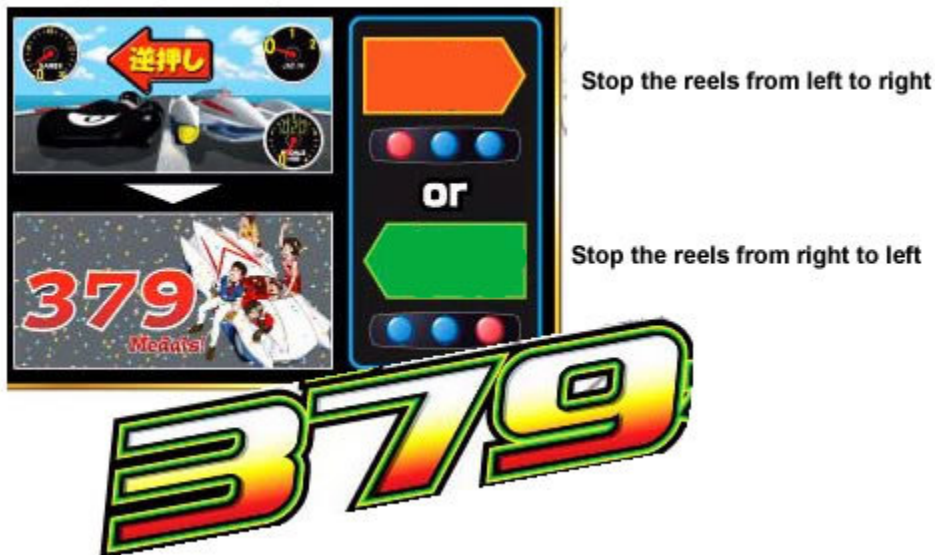 逆押し
Stop the reels from left to right
or
Stop the reels from right to left
379
Medals
379